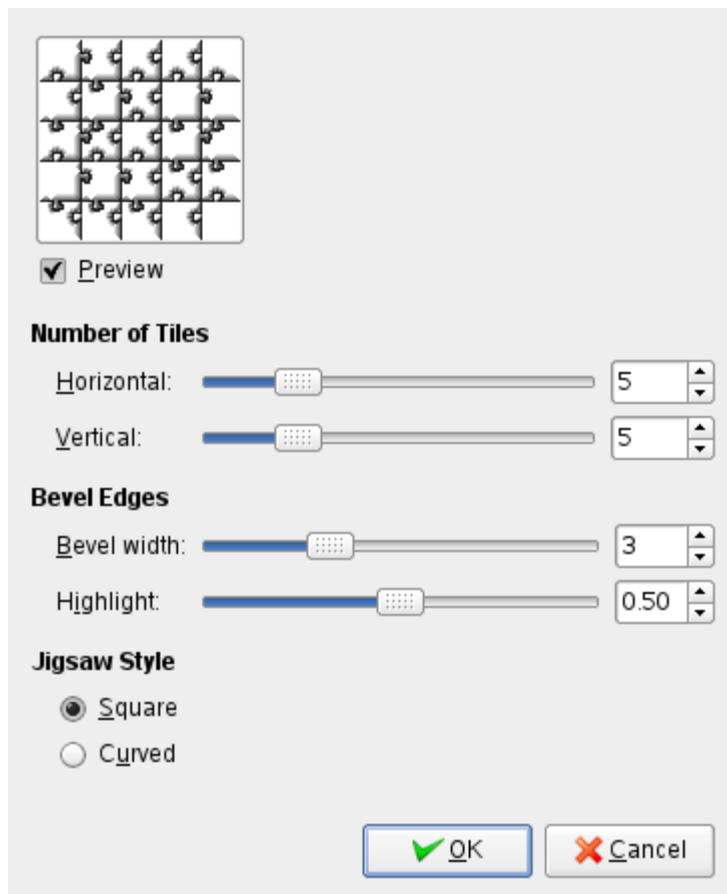 Preview
Number of Tiles
Horizontal: 5
Vertical: 5
Bevel Edges
Bevel width: 3
Highlight: 0.50
Jigsaw Style
Square
Curved
OK Cancel